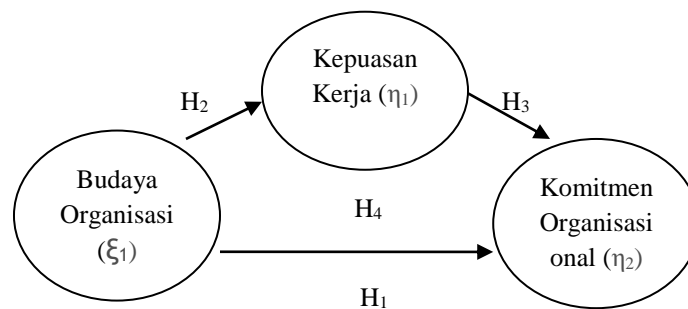 Kepuasan
Kerja (η₁)
H₂
H₃
Budaya
Organisasi
(ξ₁)
H₄
Komitmen
Organisasi
onal (η₂)
H₁